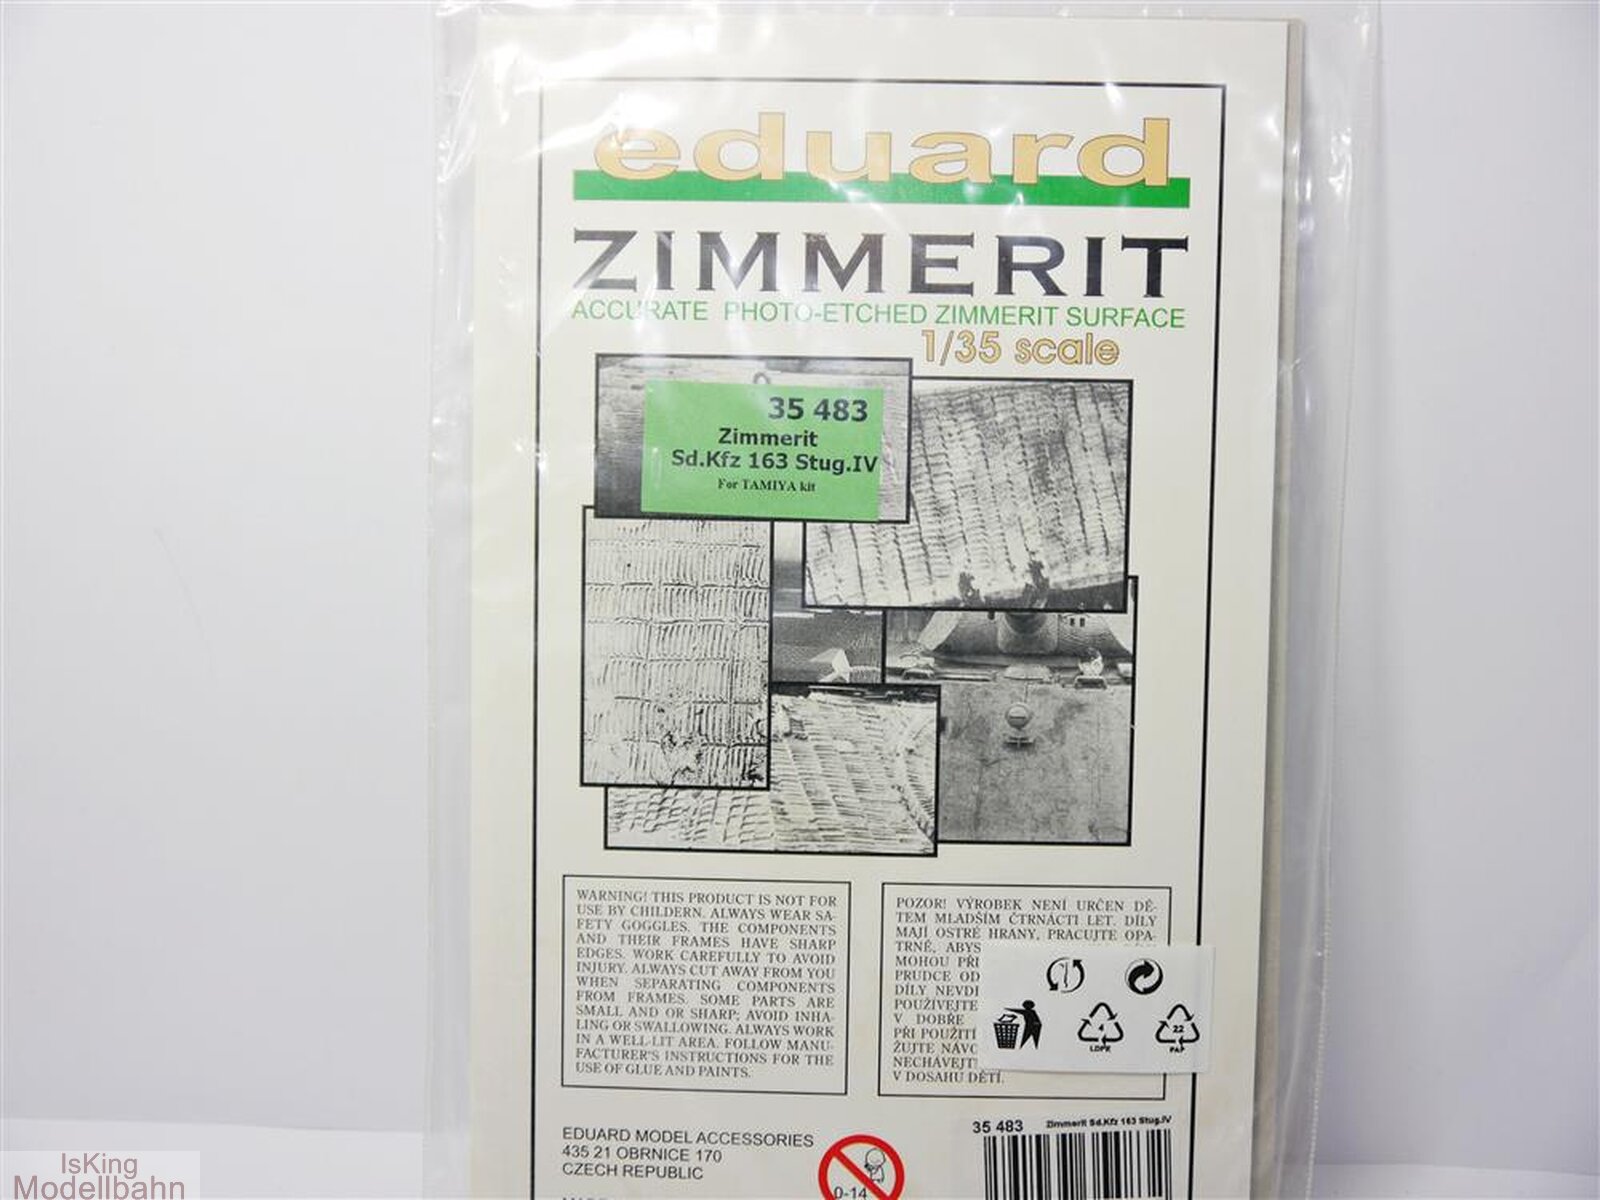 eduard
ZIMMERIT
ACCURATE PHOTO-ETCHED ZIMMERIT SURFACE
1/35 scale
35 483
Zimmerit
Sd.Kfz 163 Stug.IV
For TAMIYA kit
WARNING! THIS PRODUCT IS NOT FOR
USE BY CHILDERN. ALWAYS WEAR SA-
FETY GOGGLES. THE COMPONENTS
AND THEIR FRAMES HAVE SHARP
EDGES. WORK CAREFULLY TO AVOID
INJURY. ALWAYS CUT AWAY FROM YOU
WHEN SEPARATING COMPONENTS
FROM FRAMES. SOME PARTS ARE
SMALL AND OR SHARP; AVOID INHA-
LING OR SWALLOWING. ALWAYS WORK
IN A WELL-LIT AREA. FOLLOW MANU-
FACTURER'S INSTRUCTIONS FOR THE
USE OF GLUE AND PAINTS.
POZOR! VÝROBEK NENÍ URČEN DĚ-
TEM MLADŠÍM ČTRNÁCTI LET. DÍLY
MAJÍ OSTRÉ HRANY, PRACUJTE OPA-
TRNĚ, ABYS
MOHOU PŘI
PRUDCE OD
DÍLY NEVDI
POUŽÍVEJTE
V DOBŘE
PŘI POUŽITÍ
ŽUJTE NÁVO
NECHÁVEJT
V DOSAHU DĚTÍ.
4
LDPE
22
PAP
EDUARD MODEL ACCESSORIES
435 21 OBRNICE 170
CZECH REPUBLIC
0-14
35 483 Zimmerit Sd.Kfz 163 Stug.IV
IsKing
Modellbahn